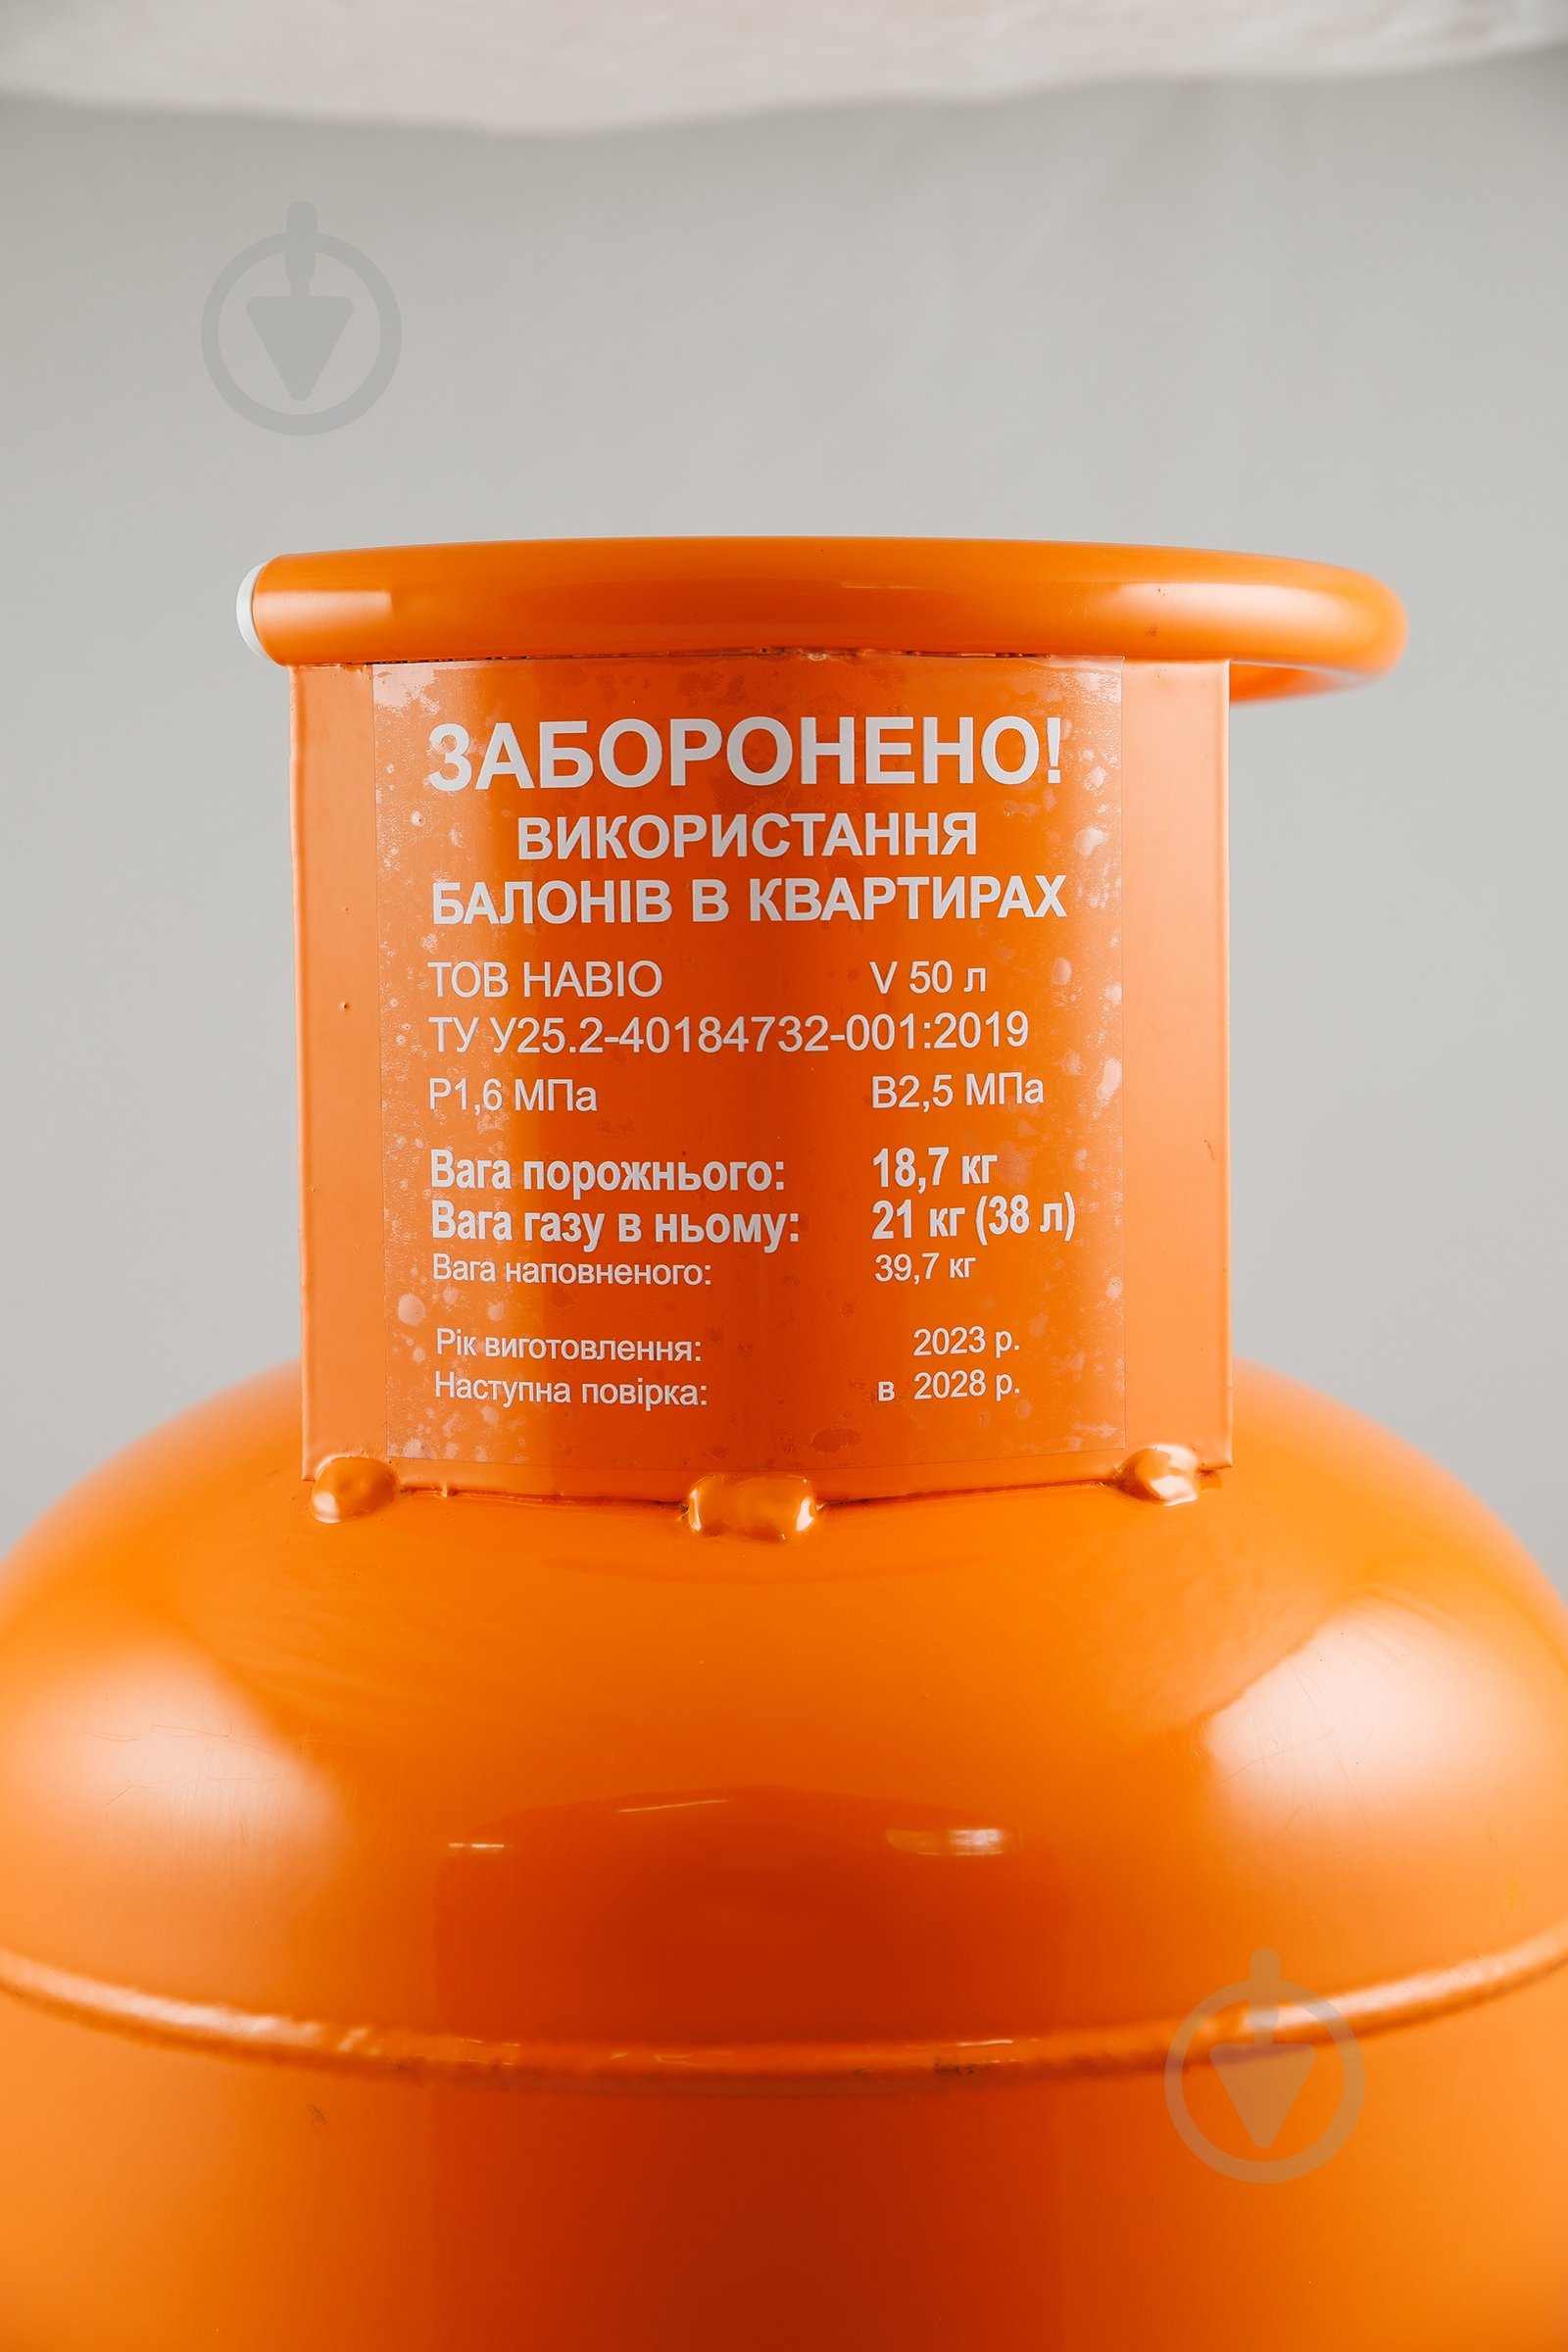 ЗАБОРОНЕНО!
ВИКОРИСТАННЯ
БАЛОНІВ В КВАРТИРАХ
ТОВ НАВІО V 50 л
ТУ У25.2-40184732-001:2019
Р1,6 МПа В2,5 МПа
Вага порожнього: 18,7 кг
Вага газу в ньому: 21 кг (38 л)
Вага наповненого: 39,7 кг
Рік виготовлення: 2023 р.
Наступна повірка: в 2028 р.